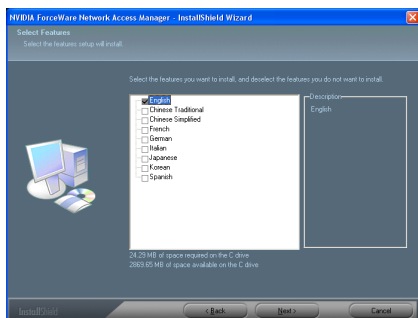 NVIDIA ForceWare Network Access Manager - InstallShield Wizard
Select Features
Select the features setup will install.
Select the features you want to install, and deselect the features you do not want to install.
English
Chinese Traditional
Chinese Simplified
French
German
Italian
Japanese
Korean
Spanish
Description
English
24.29 MB of space required on the C drive
2869.65 MB of space available on the C drive
InstallShield
< Back
Next >
Cancel